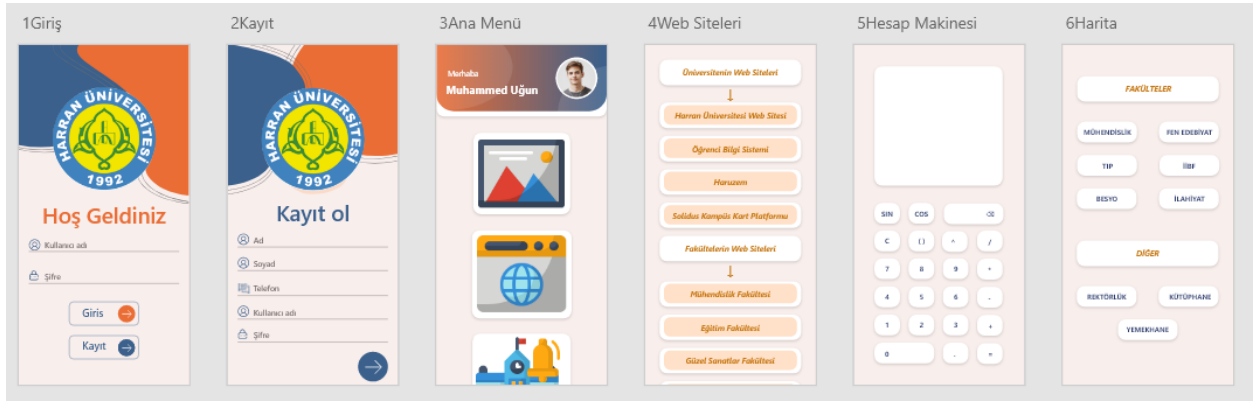 1Giriş
HARRAN ÜNİVERSİTESİ
1992
Hoş Geldiniz
Kullanıcı adı
Şifre
Giris
Kayıt
2Kayıt
HARRAN ÜNİVERSİTESİ
1992
Kayıt ol
Ad
Soyad
Telefon
Kullanıcı adı
Şifre
3Ana Menü
Merhaba
Muhammed Uğun
4Web Siteleri
Üniversitenin Web Siteleri
Harran Üniversitesi Web Sitesi
Öğrenci Bilgi Sistemi
Haruzem
Solidus Kampüs Kart Platformu
Fakültelerin Web Siteleri
Mühendislik Fakültesi
Eğitim Fakültesi
Güzel Sanatlar Fakültesi
5Hesap Makinesi
SIN COS
C () ^ /
7 8 9 *
4 5 6 -
1 2 3 +
0 . =
6Harita
FAKÜLTELER
MÜHENDİSLİK FEN EDEBİYAT
TIP İİBF
BESYO İLAHİYAT
DİĞER
REKTÖRLÜK KÜTÜPHANE
YEMEKHANE